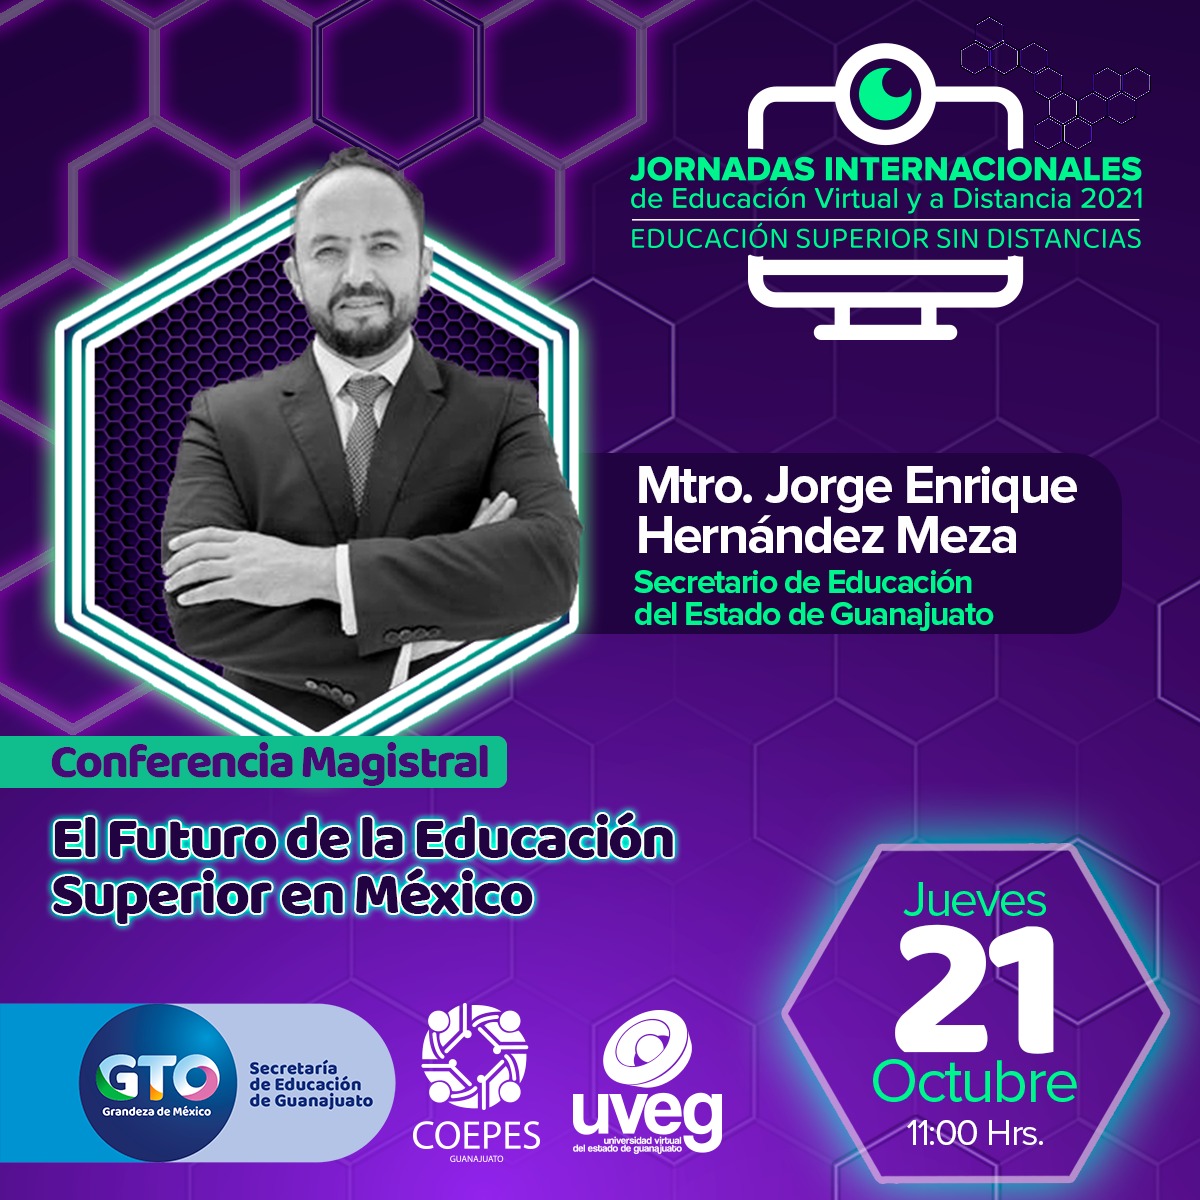 JORNADAS INTERNACIONALES
de Educación Virtual y a Distancia 2021
EDUCACIÓN SUPERIOR SIN DISTANCIAS
Mtro. Jorge Enrique
Hernández Meza
Secretario de Educación
del Estado de Guanajuato
Conferencia Magistral
El Futuro de la Educación
Superior en México
Jueves
21
Octubre
11:00 Hrs.
GTO
Grandeza de México
Secretaría
de Educación
de Guanajuato
COEPES
GUANAJUATO
uveg
universidad virtual
del estado de guanajuato